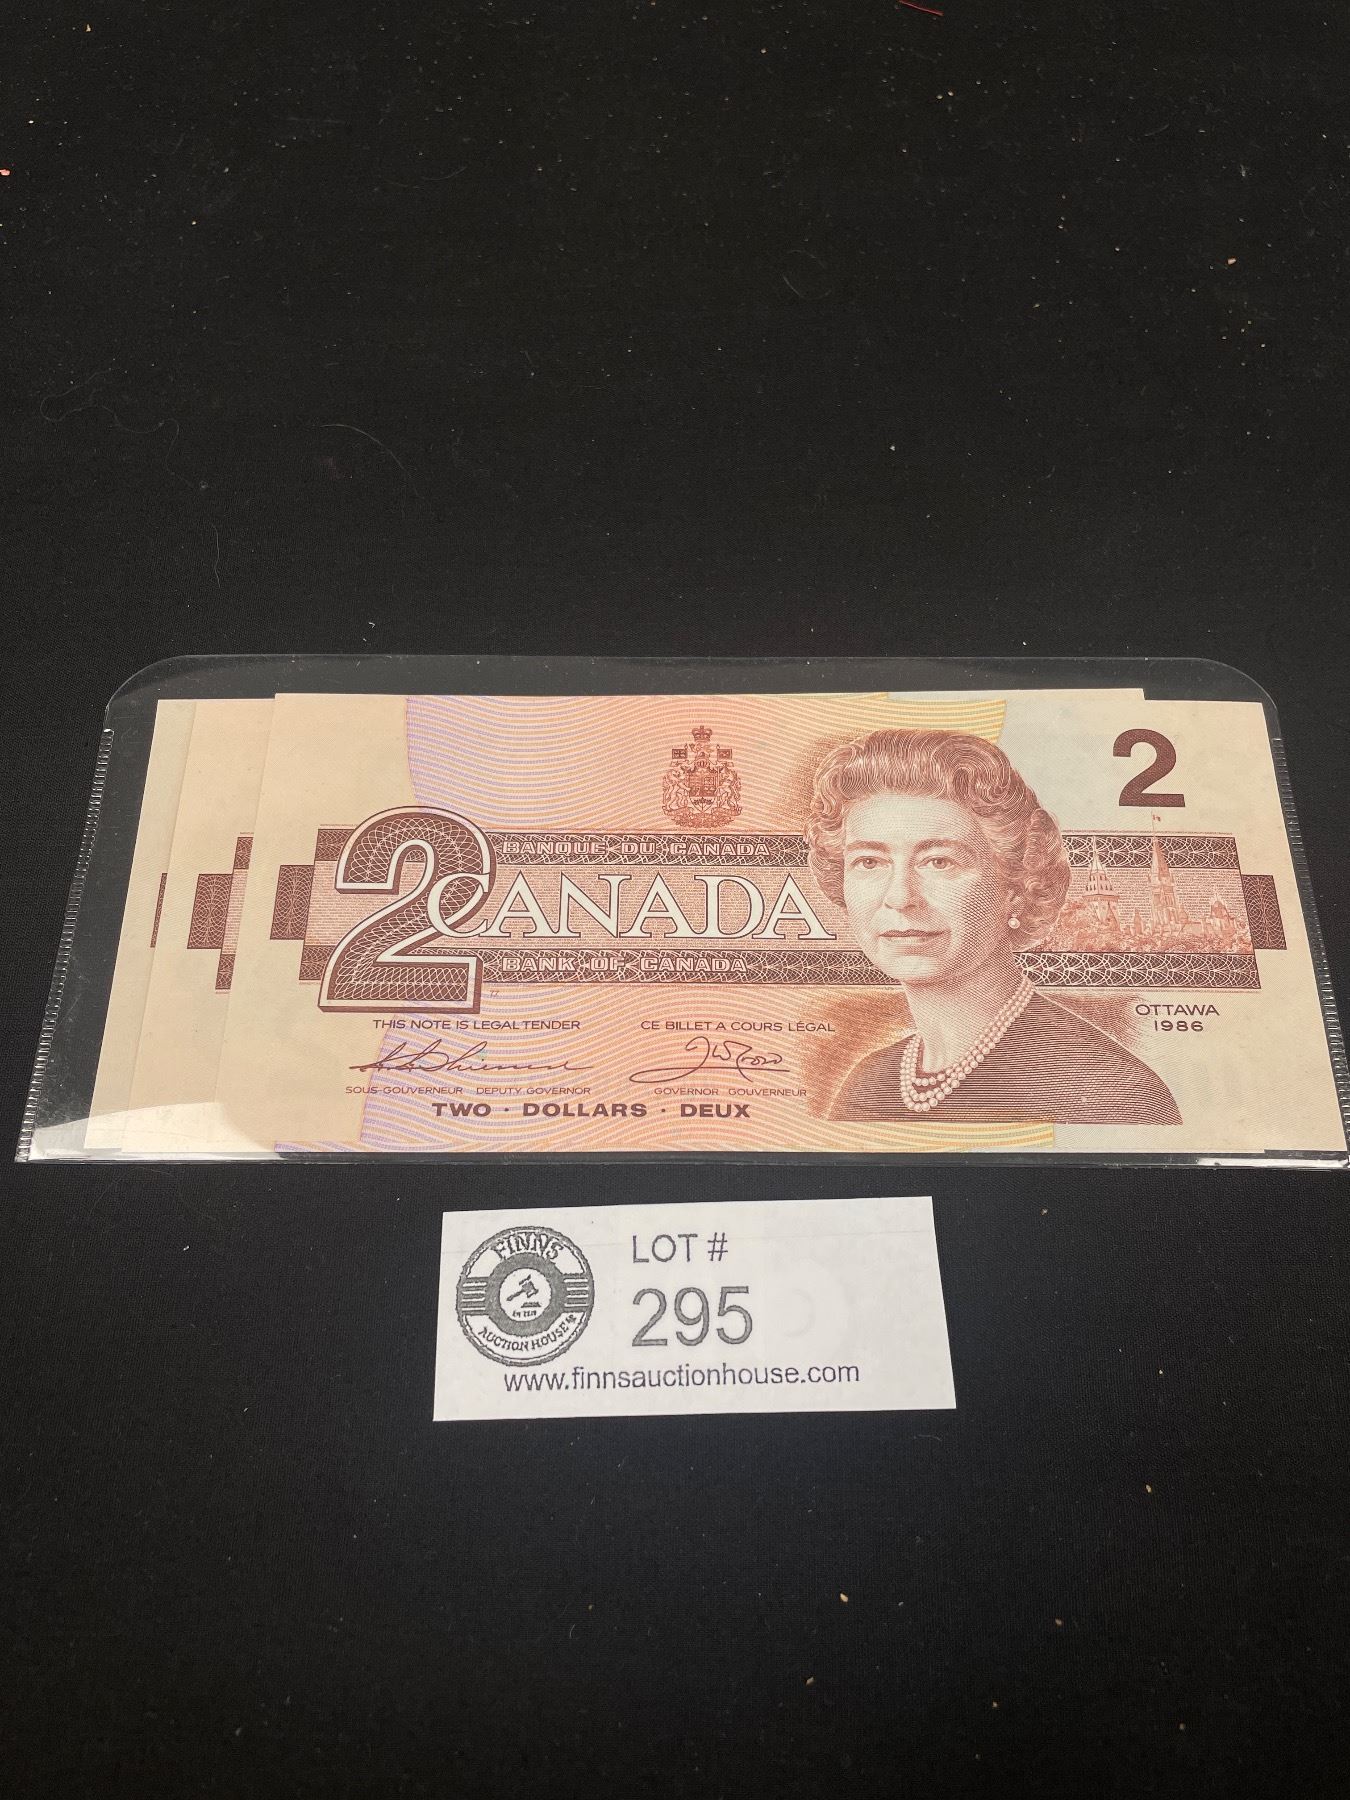 2
BANQUE DU CANADA
2 CANADA
BANK OF CANADA
THIS NOTE IS LEGAL TENDER CE BILLET A COURS LÉGAL
OTTAWA
1986
SOUS-GOUVERNEUR DEPUTY GOVERNOR GOVERNOR GOUVERNEUR
TWO · DOLLARS · DEUX
FINNS
AUCTION HOUSE
LOT #
295
www.finnsauctionhouse.com